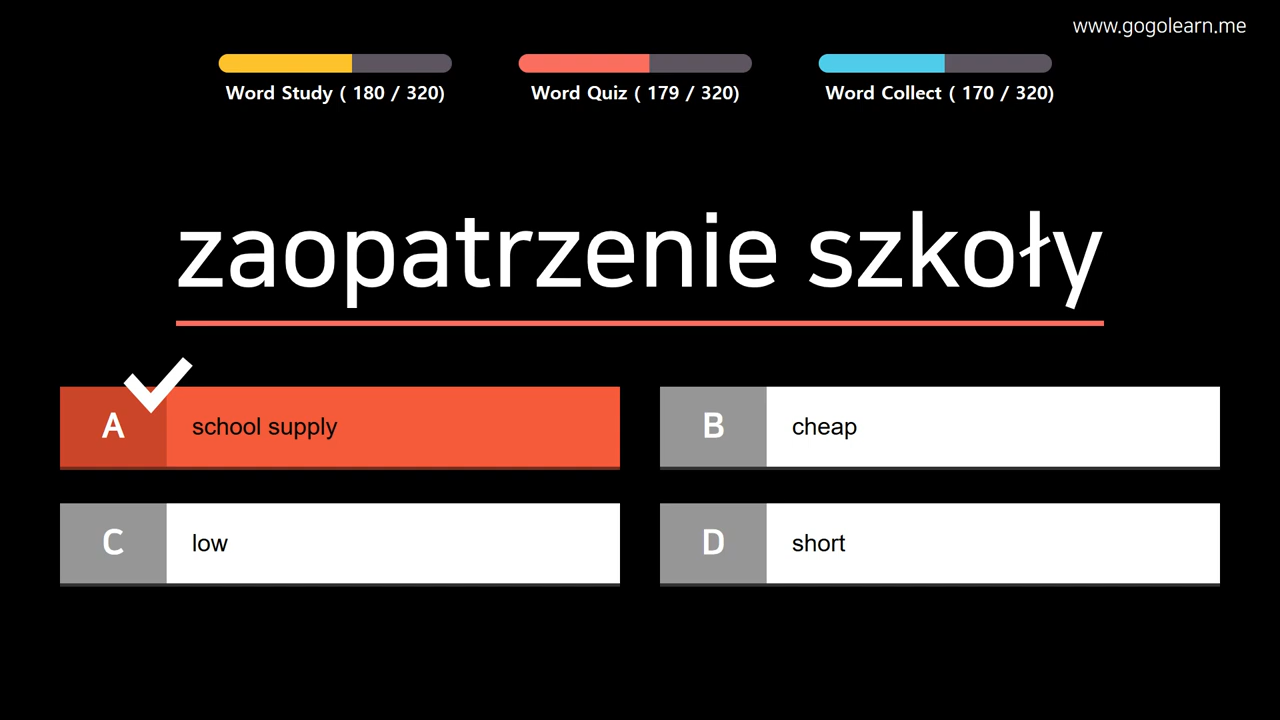 www.gogolearn.me
Word Study ( 180 / 320)
Word Quiz ( 179 / 320)
Word Collect ( 170 / 320)
zaopatrzenie szkoły
A school supply
B cheap
C low
D short